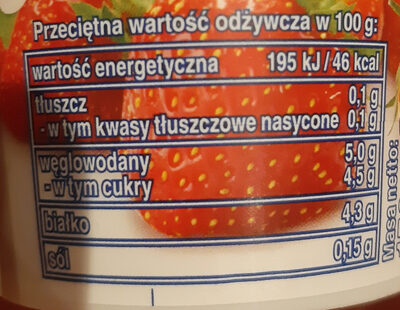 Przeciętna wartość odżywcza w 100 g:
wartość energetyczna 195 kJ / 46 kcal
tłuszcz 0,1 g
- w tym kwasy tłuszczowe nasycone 0,1 g
węglowodany 5,0 g
- w tym cukry 4,5 g
białko 4,3 g
sól 0,15 g
Masa netto: